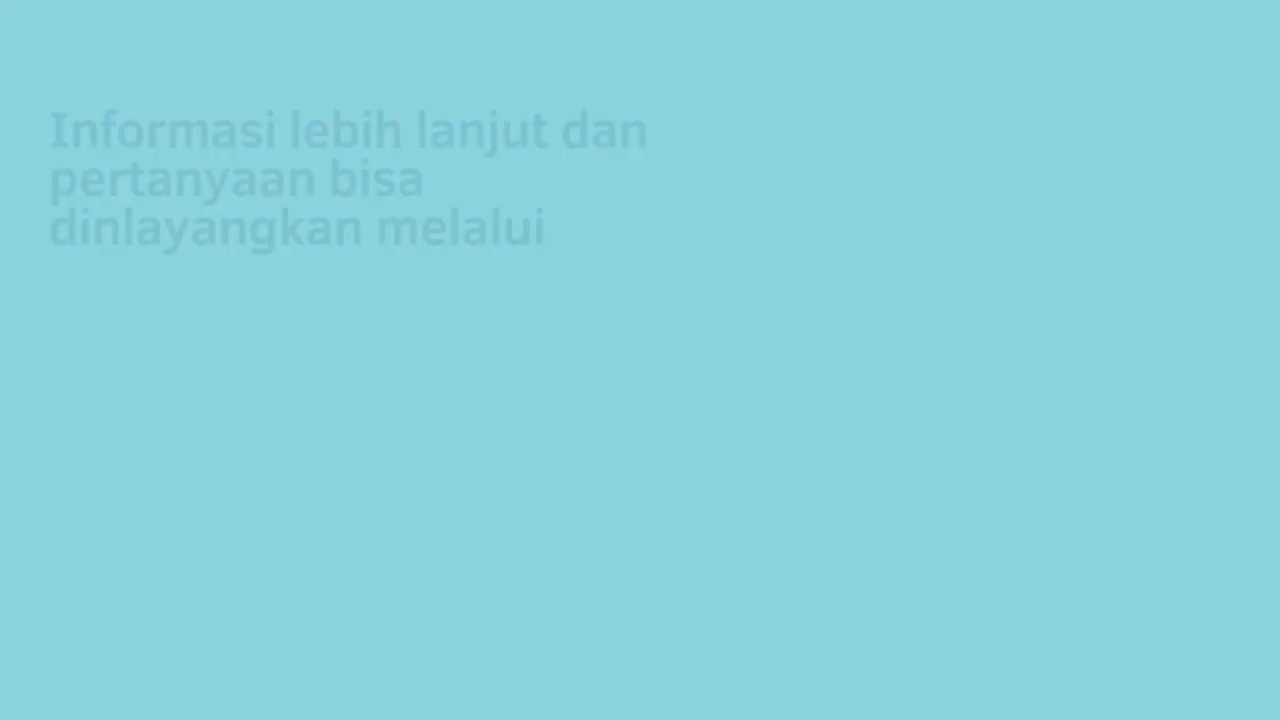 Informasi lebih lanjut dan
pertanyaan bisa
dinlayangkan melalui